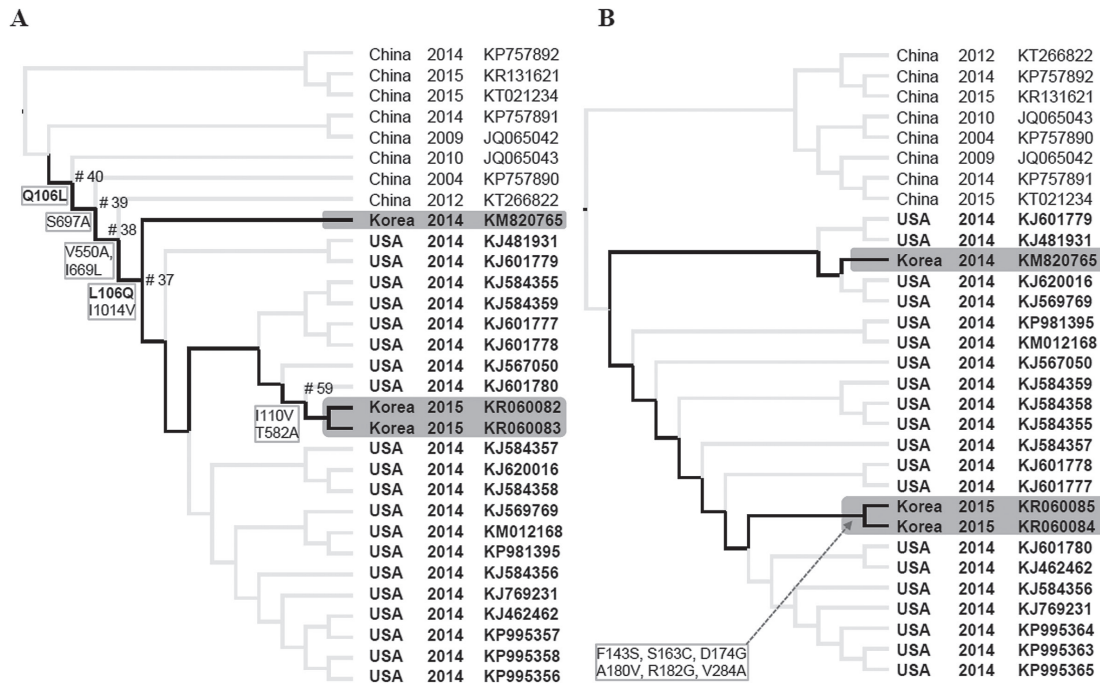 A
China 2014 KP757892
China 2015 KR131621
China 2015 KT021234
China 2014 KP757891
China 2009 JQ065042
China 2010 JQ065043
China 2004 KP757890
China 2012 KT266822
Korea 2014 KM820765
USA 2014 KJ481931
USA 2014 KJ601779
USA 2014 KJ584355
USA 2014 KJ584359
USA 2014 KJ601777
USA 2014 KJ601778
USA 2014 KJ567050
USA 2014 KJ601780
Korea 2015 KR060082
Korea 2015 KR060083
USA 2014 KJ584357
USA 2014 KJ620016
USA 2014 KJ584358
USA 2014 KJ569769
USA 2014 KM012168
USA 2014 KP981395
USA 2014 KJ584356
USA 2014 KJ769231
USA 2014 KJ462462
USA 2014 KP995357
USA 2014 KP995358
USA 2014 KP995356
# 40
Q106L
# 39
S697A
# 38
V550A,
I669L
# 37
L106Q
I1014V
# 59
I110V
T582A
B
China 2012 KT266822
China 2014 KP757892
China 2015 KR131621
China 2010 JQ065043
China 2004 KP757890
China 2009 JQ065042
China 2014 KP757791
China 2015 KT021234
USA 2014 KJ601779
USA 2014 KJ481931
Korea 2014 KM820765
USA 2014 KJ620016
USA 2014 KJ569769
USA 2014 KP981395
USA 2014 KM012168
USA 2014 KJ567050
USA 2014 KJ584359
USA 2014 KJ584358
USA 2014 KJ584355
USA 2014 KJ584357
USA 2014 KJ601778
USA 2014 KJ601777
Korea 2015 KR060085
Korea 2015 KR060084
USA 2014 KJ601780
USA 2014 KJ462462
USA 2014 KJ584356
USA 2014 KJ769231
USA 2014 KP995364
USA 2014 KP995363
USA 2014 KP995365
F143S, S163C, D174G
A180V, R182G, V284A